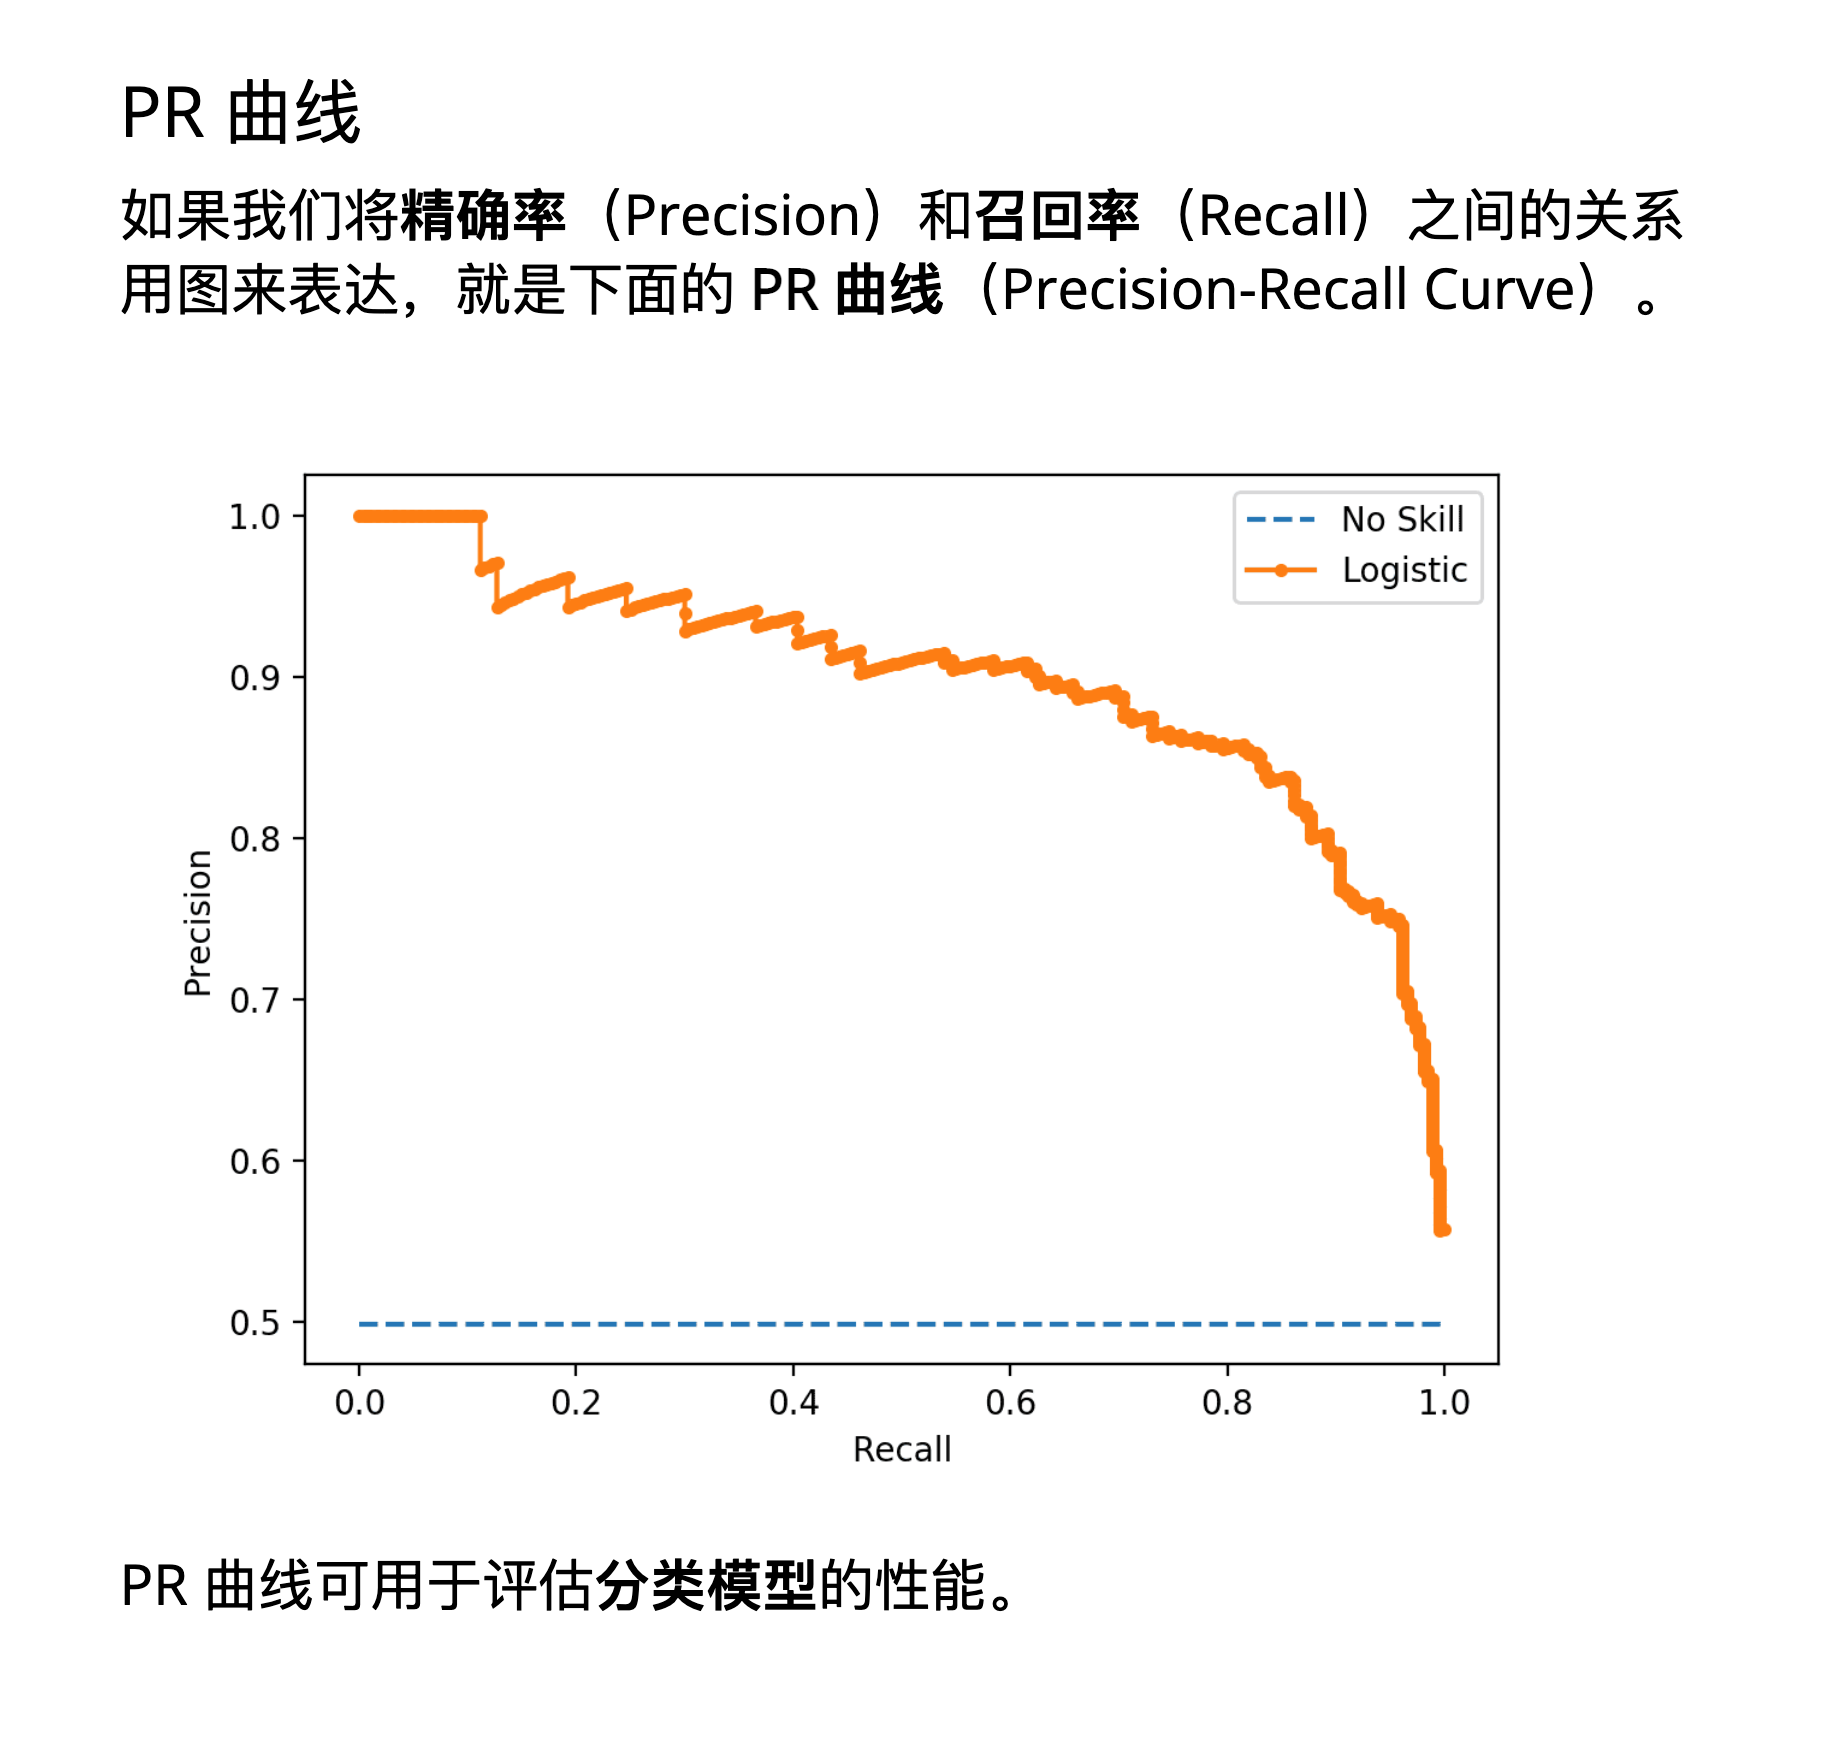 PR 曲线
如果我们将精确率（Precision）和召回率（Recall）之间的关系
用图来表达，就是下面的 PR 曲线（Precision-Recall Curve）。
No Skill
Logistic
1.0
0.9
0.8
0.7
0.6
0.5
Precision
0.0 0.2 0.4 0.6 0.8 1.0
Recall
PR 曲线可用于评估分类模型的性能。